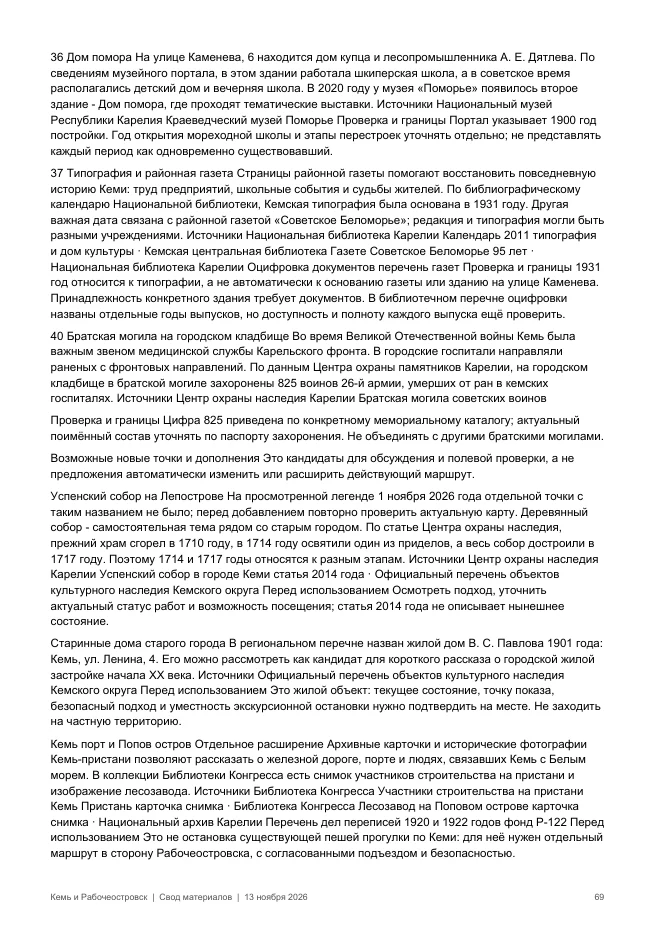 36 Дом помора На улице Каменева, 6 находится дом купца и лесопромышленника А. Е. Дятлева. По
сведениям музейного портала, в этом здании работала шкиперская школа, а в советское время
располагались детский дом и вечерняя школа. В 2020 году у музея «Поморье» появилось второе
здание - Дом помора, где проходят тематические выставки. Источники Национальный музей
Республики Карелия Краеведческий музей Поморье Проверка и границы Портал указывает 1900 год
постройки. Год открытия мореходной школы и этапы перестроек уточнять отдельно; не представлять
каждый период как одновременно существовавший.
37 Типография и районная газета Страницы районной газеты помогают восстановить повседневную
историю Кеми: труд предприятий, школьные события и судьбы жителей. По библиографическому
календарю Национальной библиотеки, Кемская типография была основана в 1931 году. Другая
важная дата связана с районной газетой «Советское Беломорье»; редакция и типография могли быть
разными учреждениями. Источники Национальная библиотека Карелии Календарь 2011 типография
и дом культуры · Кемская центральная библиотека Газете Советское Беломорье 95 лет ·
Национальная библиотека Карелии Оцифровка документов перечень газет Проверка и границы 1931
год относится к типографии, а не автоматически к основанию газеты или зданию на улице Каменева.
Принадлежность конкретного здания требует документов. В библиотечном перечне оцифровки
названы отдельные годы выпусков, но доступность и полноту каждого выпуска ещё проверить.
40 Братская могила на городском кладбище Во время Великой Отечественной войны Кемь была
важным звеном медицинской службы Карельского фронта. В городские госпитали направляли
раненых с фронтовых направлений. По данным Центра охраны памятников Карелии, на городском
кладбище в братской могиле захоронены 825 воинов 26-й армии, умерших от ран в кемских
госпиталях. Источники Центр охраны наследия Карелии Братская могила советских воинов
Проверка и границы Цифра 825 приведена по конкретному мемориальному каталогу; актуальный
поимённый состав уточнять по паспорту захоронения. Не объединять с другими братскими могилами.
Возможные новые точки и дополнения Это кандидаты для обсуждения и полевой проверки, а не
предложения автоматически изменить или расширить действующий маршрут.
Успенский собор на Лепострове На просмотренной легенде 1 ноября 2026 года отдельной точки с
таким названием не было; перед добавлением повторно проверить актуальную карту. Деревянный
собор - самостоятельная тема рядом со старым городом. По статье Центра охраны наследия,
прежний храм сгорел в 1710 году, в 1714 году освятили один из приделов, а весь собор достроили в
1717 году. Поэтому 1714 и 1717 годы относятся к разным этапам. Источники Центр охраны наследия
Карелии Успенский собор в городе Кеми статья 2014 года · Официальный перечень объектов
культурного наследия Кемского округа Перед использованием Осмотреть подход, уточнить
актуальный статус работ и возможность посещения; статья 2014 года не описывает нынешнее
состояние.
Старинные дома старого города В региональном перечне назван жилой дом В. С. Павлова 1901 года:
Кемь, ул. Ленина, 4. Его можно рассмотреть как кандидат для короткого рассказа о городской жилой
застройке начала XX века. Источники Официальный перечень объектов культурного наследия
Кемского округа Перед использованием Это жилой объект: текущее состояние, точку показа,
безопасный подход и уместность экскурсионной остановки нужно подтвердить на месте. Не заходить
на частную территорию.
Кемь порт и Попов остров Отдельное расширение Архивные карточки и исторические фотографии
Кемь-пристани позволяют рассказать о железной дороге, порте и людях, связавших Кемь с Белым
морем. В коллекции Библиотеки Конгресса есть снимок участников строительства на пристани и
изображение лесозавода. Источники Библиотека Конгресса Участники строительства на пристани
Кемь Пристань карточка снимка · Библиотека Конгресса Лесозавод на Поповом острове карточка
снимка · Национальный архив Карелии Перечень дел переписей 1920 и 1922 годов фонд Р-122 Перед
использованием Это не остановка существующей пешей прогулки по Кеми: для неё нужен отдельный
маршрут в сторону Рабочеостровска, с согласованными подъездом и безопасностью.
Кемь и Рабочеостровск | Свод материалов | 13 ноября 2026
69